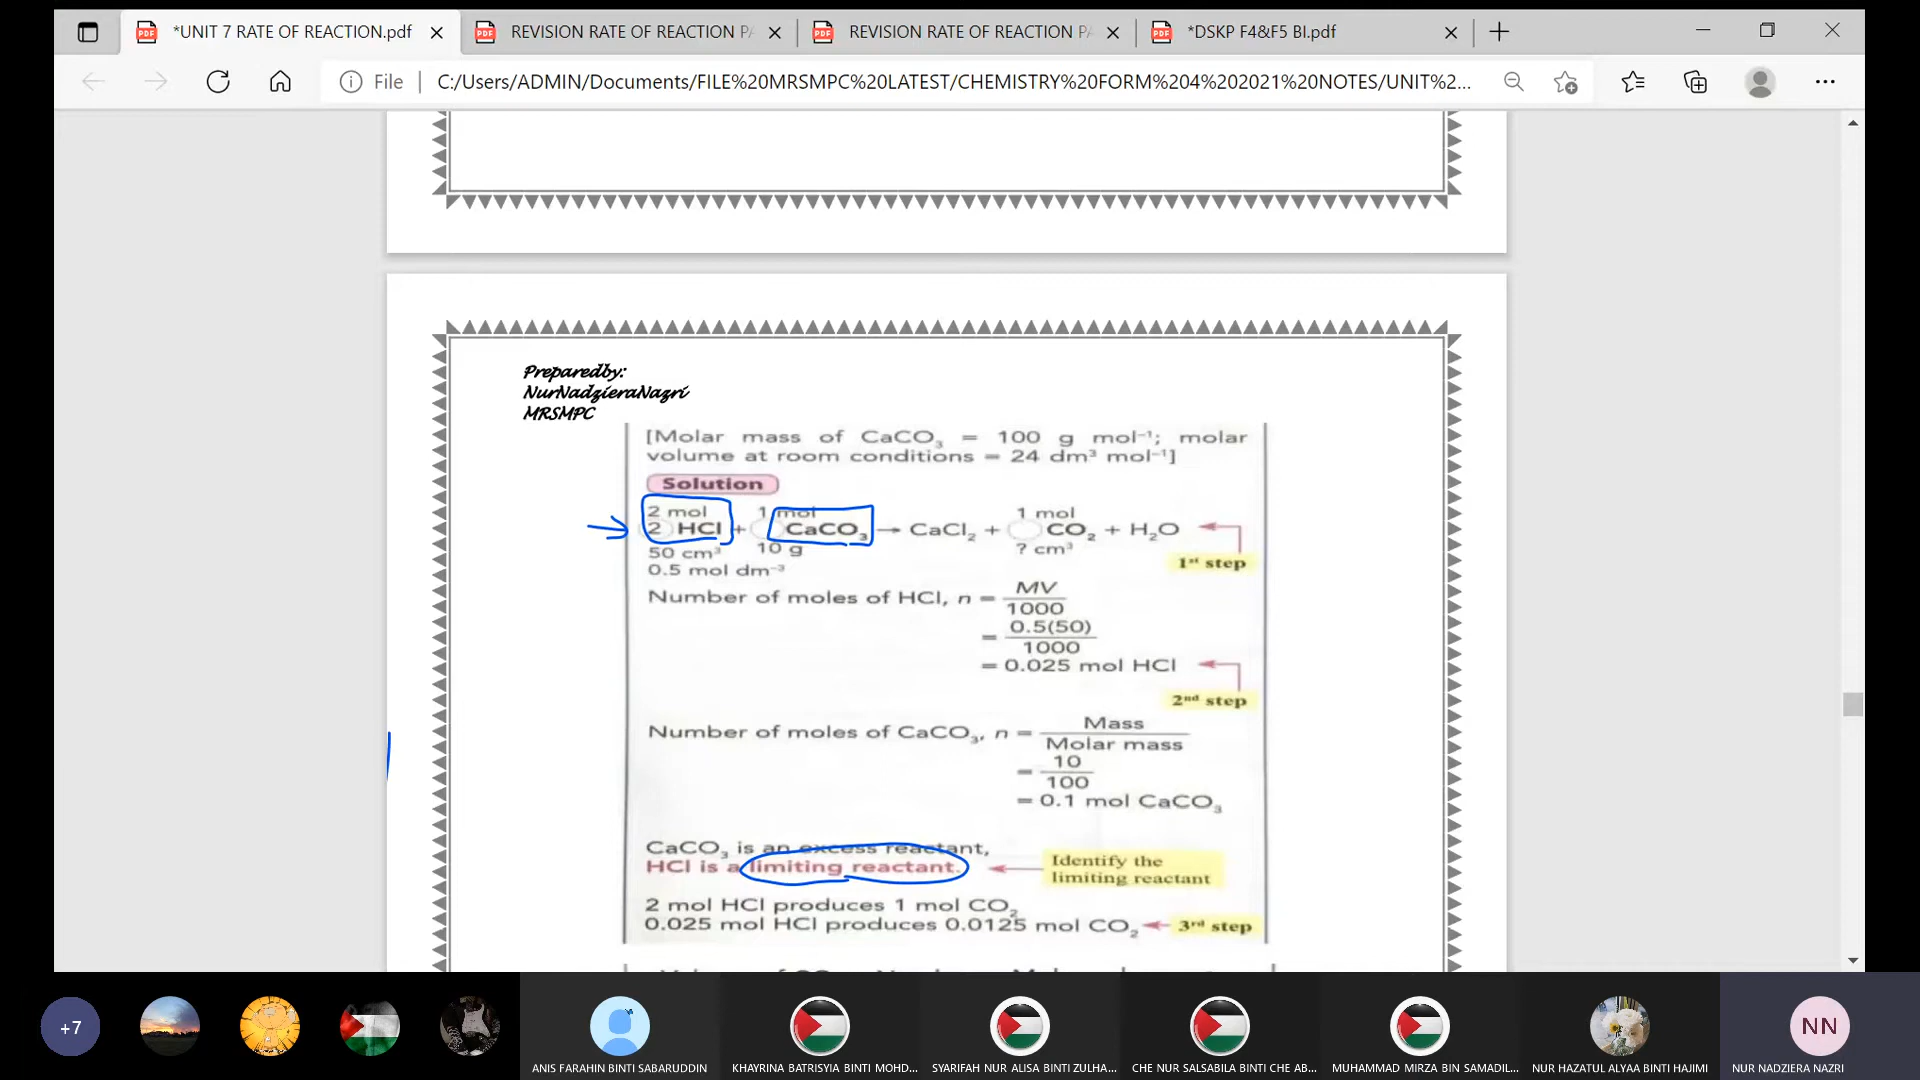 *UNIT 7 RATE OF REACTION.pdf
REVISION RATE OF REACTION PA
REVISION RATE OF REACTION PA
*DSKP F4&F5 BI.pdf
File
C:/Users/ADMIN/Documents/FILE%20MRSMPC%20LATEST/CHEMISTRY%20FORM%204%202021%20NOTES/UNIT%2...
Preparedby:
NurNadzieraNazri
MRSMPC
[Molar mass of CaCO₃ = 100 g mol⁻¹; molar
volume at room conditions = 24 dm³ mol⁻¹]
Solution
2 mol 1 mol 1 mol
2 HCl + CaCO₃ → CaCl₂ + CO₂ + H₂O
50 cm³ 10 g ? cm³
0.5 mol dm⁻³
1st step
Number of moles of HCl, n = MV
1000
= 0.5(50)
1000
= 0.025 mol HCl
2nd step
Number of moles of CaCO₃, n = Mass
Molar mass
= 10
100
= 0.1 mol CaCO₃
CaCO₃ is an excess reactant,
HCl is a limiting reactant.
Identify the
limiting reactant
2 mol HCl produces 1 mol CO₂
0.025 mol HCl produces 0.0125 mol CO₂
3rd step
+7
ANIS FARAHIN BINTI SABARUDDIN
KHAYRINA BATRISYIA BINTI MOHD...
SYARIFAH NUR ALISA BINTI ZULHA...
CHE NUR SALSABILA BINTI CHE AB...
MUHAMMAD MIRZA BIN SAMADIL...
NUR HAZATUL ALYAA BINTI HAJIMI
NN
NUR NADZIERA NAZRI